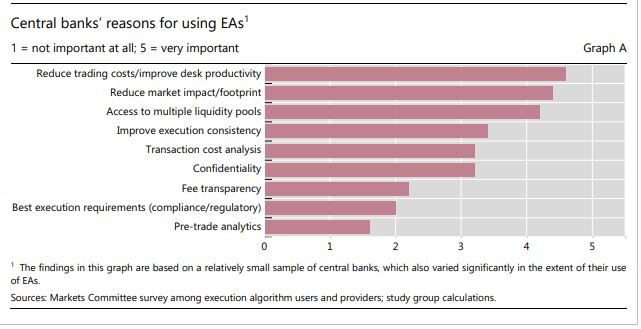 Central banks' reasons for using EAs¹
1 = not important at all; 5 = very important Graph A
Reduce trading costs/improve desk productivity
Reduce market impact/footprint
Access to multiple liquidity pools
Improve execution consistency
Transaction cost analysis
Confidentiality
Fee transparency
Best execution requirements (compliance/regulatory)
Pre-trade analytics
0 1 2 3 4 5
¹ The findings in this graph are based on a relatively small sample of central banks, which also varied significantly in the extent of their use
of EAs.
Sources: Markets Committee survey among execution algorithm users and providers; study group calculations.